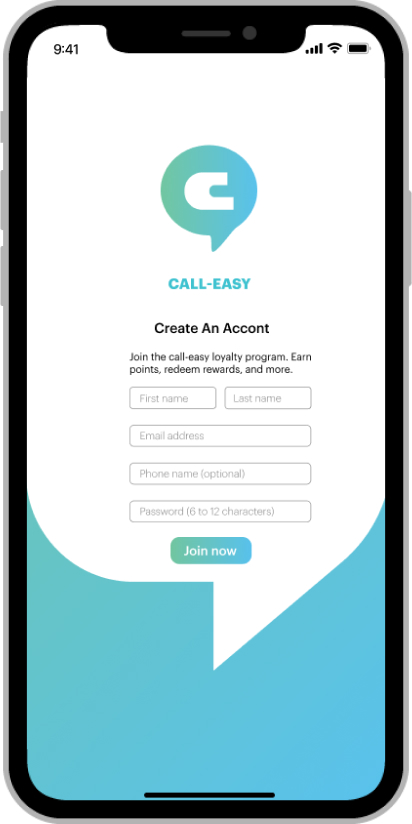 9:41
CALL-EASY
Create An Accont
Join the call-easy loyalty program. Earn
points, redeem rewards, and more.
First name
Last name
Email address
Phone name (optional)
Password (6 to 12 characters)
Join now